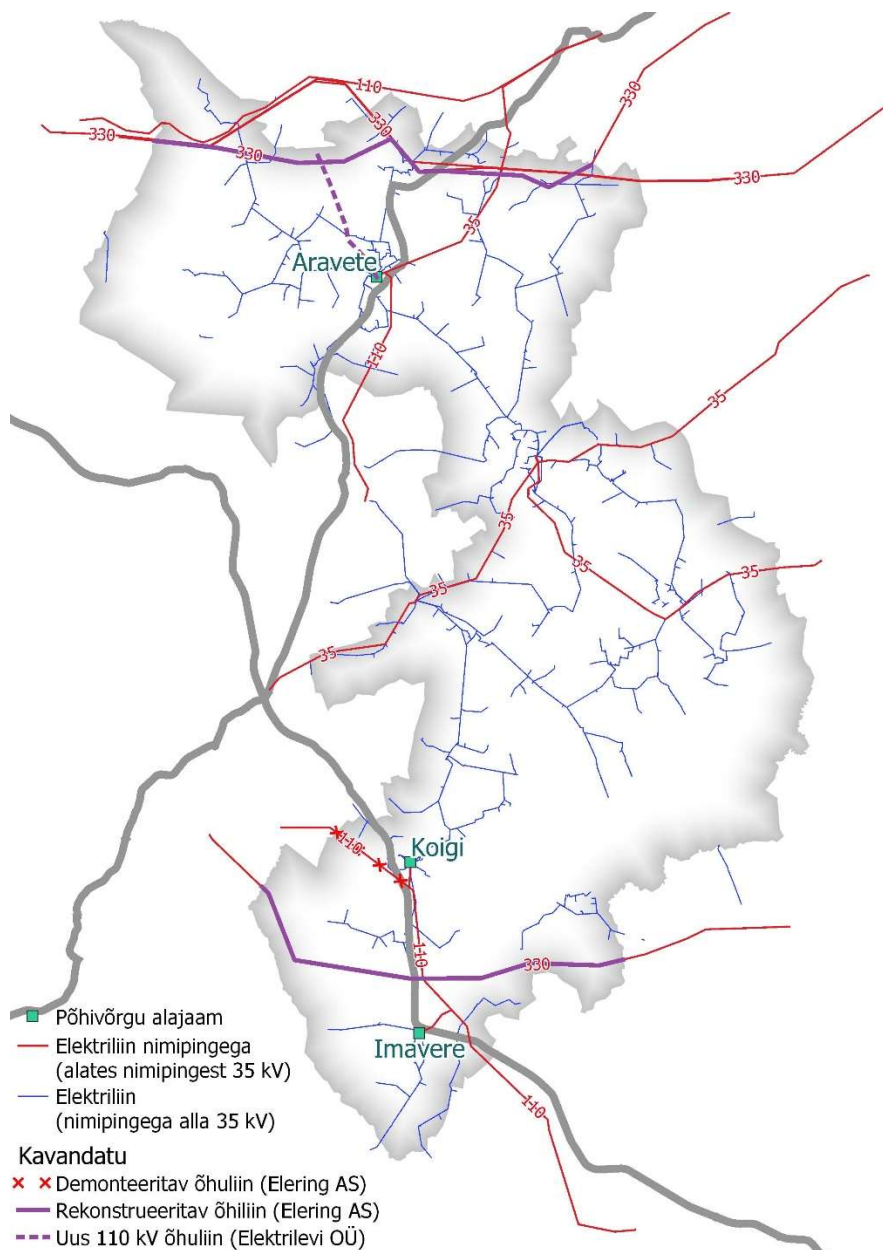 110
330
330
330
330
330
35
Aravete
110
35
35
35
35
35
35
110
Koigi
110
330
Imavere
110
Põhivõrgu alajaam
Elektriliin nimipingega
(alates nimipingest 35 kV)
Elektriliin
(nimipingega alla 35 kV)
Kavandatu
Demonteeritav õhuliin (Elering AS)
Rekonstrueeritav õhiliin (Elering AS)
Uus 110 kV õhuliin (Elektrilevi OÜ)